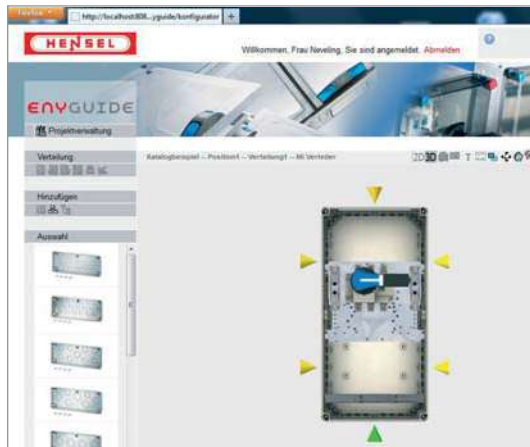 http://localhost:808...yguide/konfigurator
HENSEL
Willkommen, Frau Neveling, Sie sind angemeldet. Abmelden
ENYGUIDE
Projektverwaltung
Verteilung
Katalogbeispiel -- Position1 -- Verteilung1 -- Mi Verteiler
2D 3D
T
Hinzufügen
Auswahl